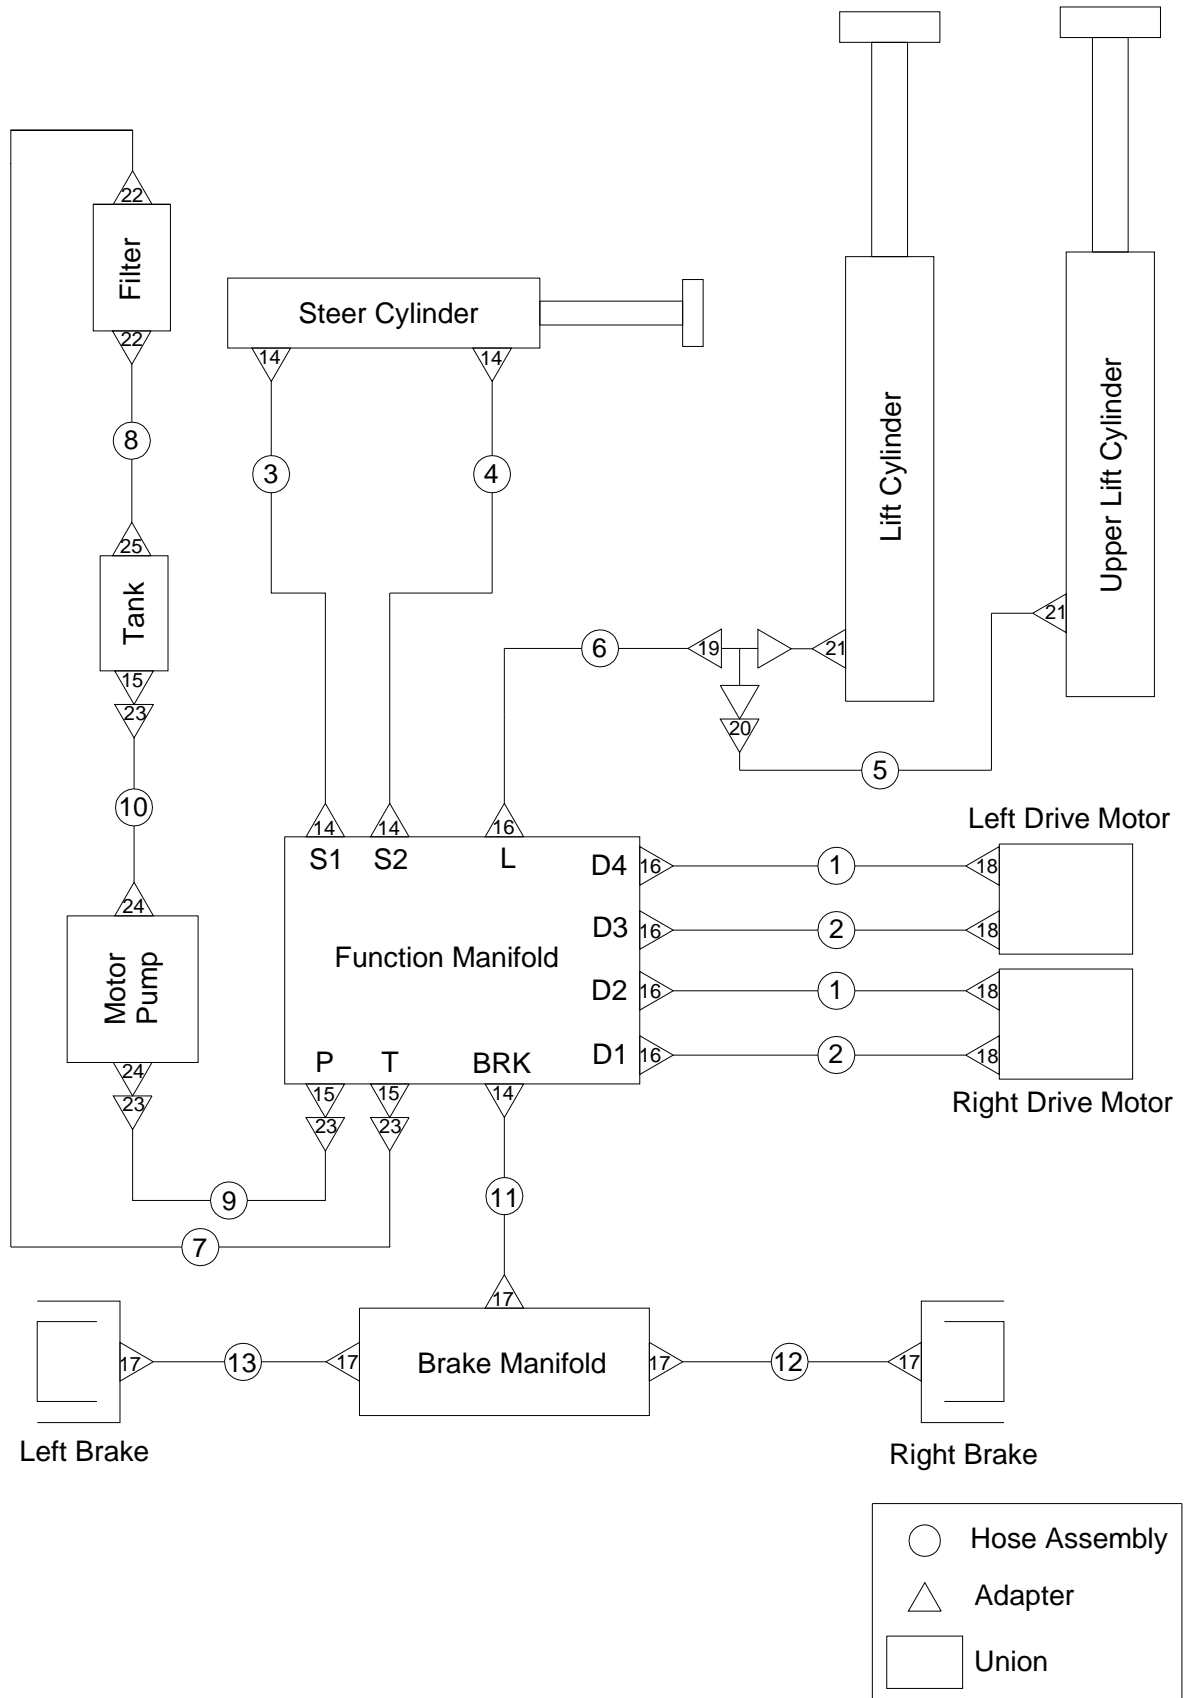 22
Filter
22
8
25
Tank
15
23
10
24
Motor
Pump
24
23
9
7
Steer Cylinder
14
14
3
4
Lift Cylinder
Upper Lift Cylinder
6
19
21
20
5
21
14
14
16
S1
S2
L
Function Manifold
D4
16
1
18
D3
16
2
18
D2
16
1
18
D1
16
2
18
Left Drive Motor
Right Drive Motor
P
T
BRK
15
15
14
23
23
11
17
Brake Manifold
17
13
17
17
12
17
Left Brake
Right Brake
Hose Assembly
Adapter
Union